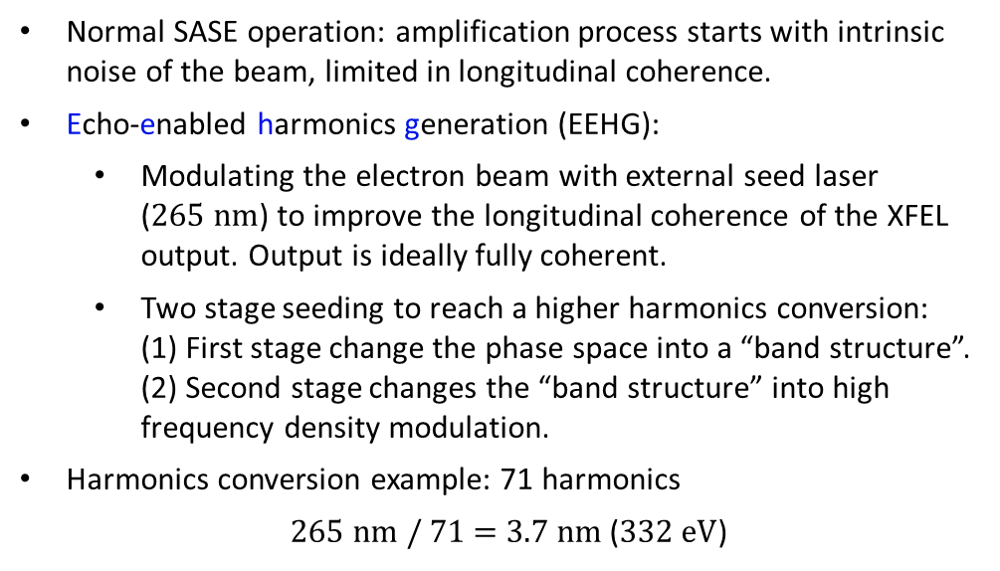 • Normal SASE operation: amplification process starts with intrinsic
noise of the beam, limited in longitudinal coherence.
• Echo-enabled harmonics generation (EEHG):
• Modulating the electron beam with external seed laser
(265 nm) to improve the longitudinal coherence of the XFEL
output. Output is ideally fully coherent.
• Two stage seeding to reach a higher harmonics conversion:
(1) First stage change the phase space into a “band structure”.
(2) Second stage changes the “band structure” into high
frequency density modulation.
• Harmonics conversion example: 71 harmonics
265 nm / 71 = 3.7 nm (332 eV)